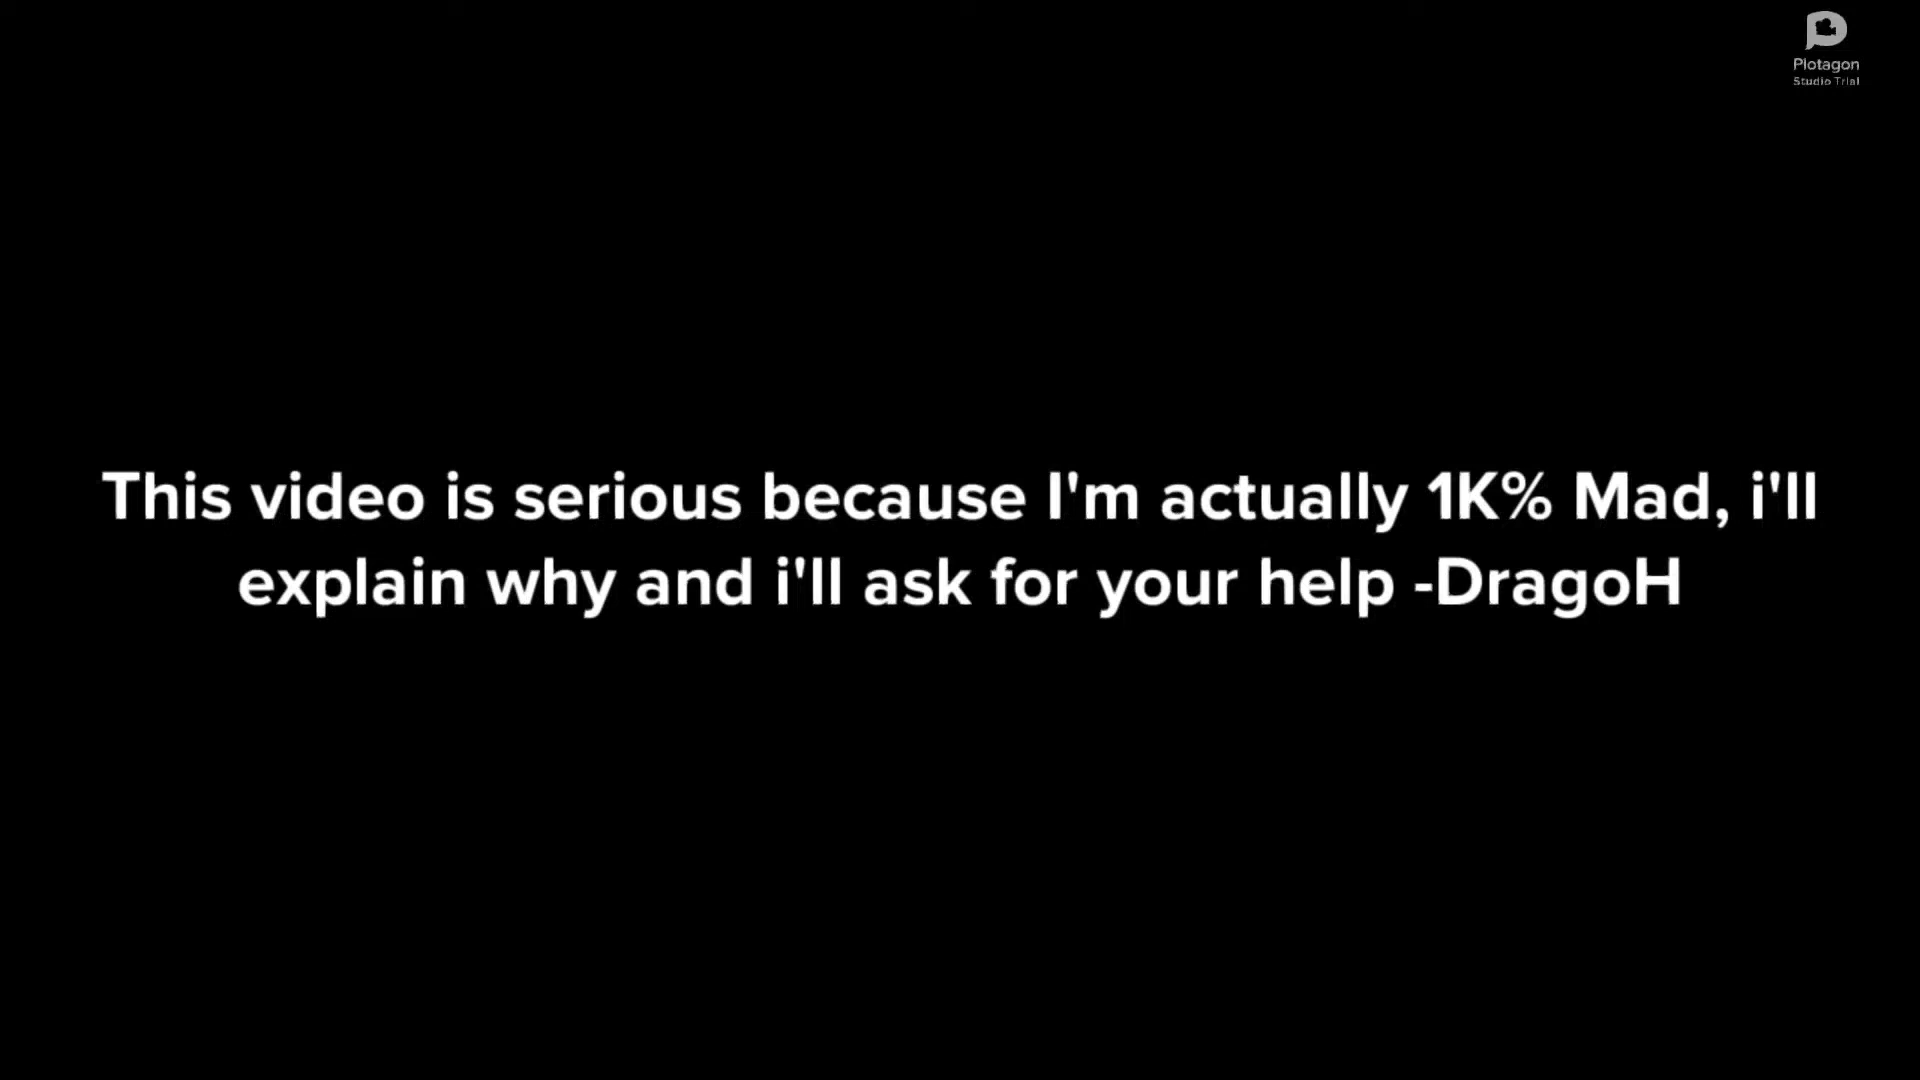 Plotagon
Studio Trial
This video is serious because I'm actually 1K% Mad, i'll
explain why and i'll ask for your help -DragoH